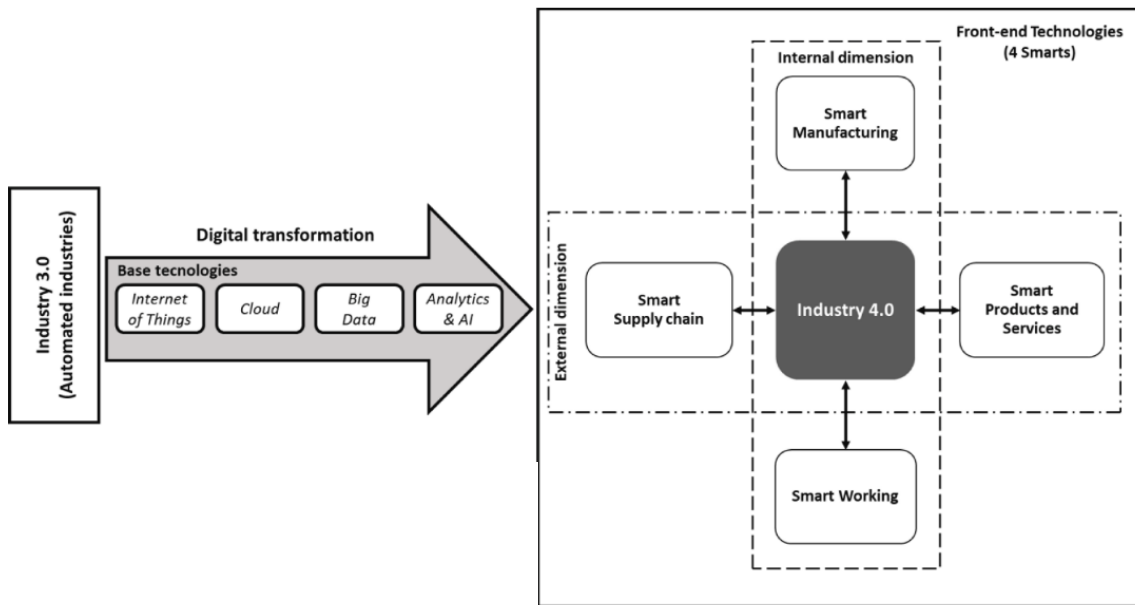 Industry 3.0
(Automated industries)
Digital transformation
Base tecnologies
Internet
of Things
Cloud
Big
Data
Analytics
& AI
Front-end Technologies
(4 Smarts)
Internal dimension
Smart
Manufacturing
External dimension
Smart
Supply chain
Industry 4.0
Smart
Products and
Services
Smart Working